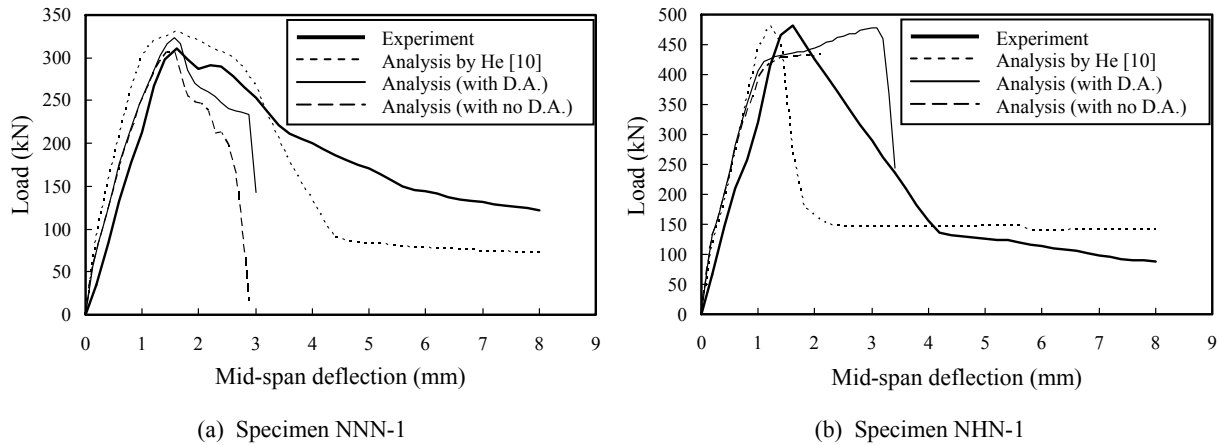 350
300
250
200
150
100
50
0
Load (kN)
0 1 2 3 4 5 6 7 8 9
Mid-span deflection (mm)
Experiment
Analysis by He [10]
Analysis (with D.A.)
Analysis (with no D.A.)
(a) Specimen NNN-1
500
450
400
350
300
250
200
150
100
50
0
Load (kN)
0 1 2 3 4 5 6 7 8 9
Mid-span deflection (mm)
Experiment
Analysis by He [10]
Analysis (with D.A.)
Analysis (with no D.A.)
(b) Specimen NHN-1